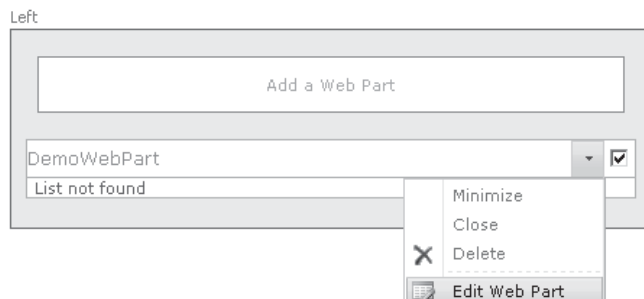 Left
Add a Web Part
DemoWebPart
List not found
Minimize
Close
Delete
Edit Web Part